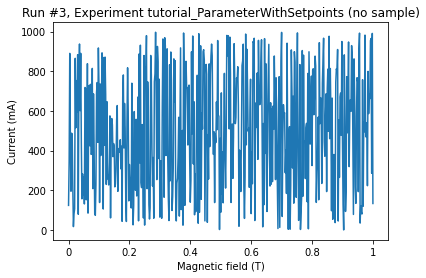 Run #3, Experiment tutorial_ParameterWithSetpoints (no sample)
Current (mA)
1000
800
600
400
200
0
0 0.2 0.4 0.6 0.8 1
Magnetic field (T)